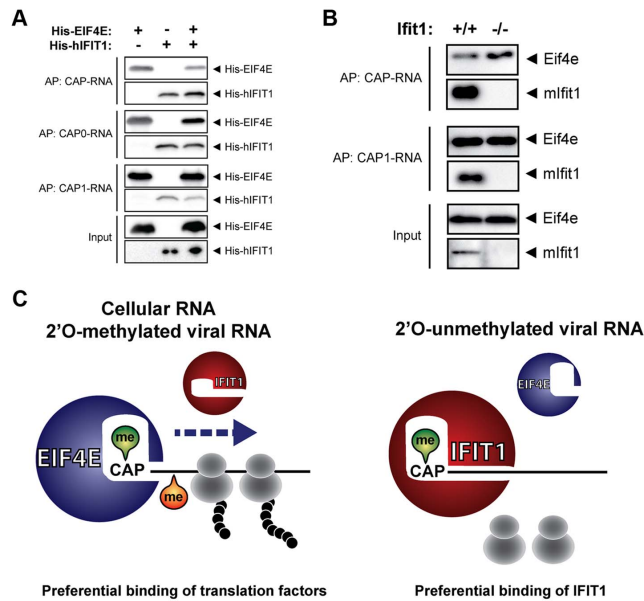 A
His-EIF4E: + - +
His-hIFIT1: - + +
AP: CAP-RNA
His-EIF4E
His-hIFIT1
AP: CAP0-RNA
His-EIF4E
His-hIFIT1
AP: CAP1-RNA
His-EIF4E
His-hIFIT1
Input
His-EIF4E
His-hIFIT1
B
Ifit1: +/+ -/-
AP: CAP-RNA
Eif4e
mIfit1
AP: CAP1-RNA
Eif4e
mIfit1
Input
Eif4e
mIfit1
C
Cellular RNA
2'O-methylated viral RNA
IFIT1
EIF4E
me
CAP
me
Preferential binding of translation factors
2'O-unmethylated viral RNA
EIF4E
me
CAP
IFIT1
Preferential binding of IFIT1